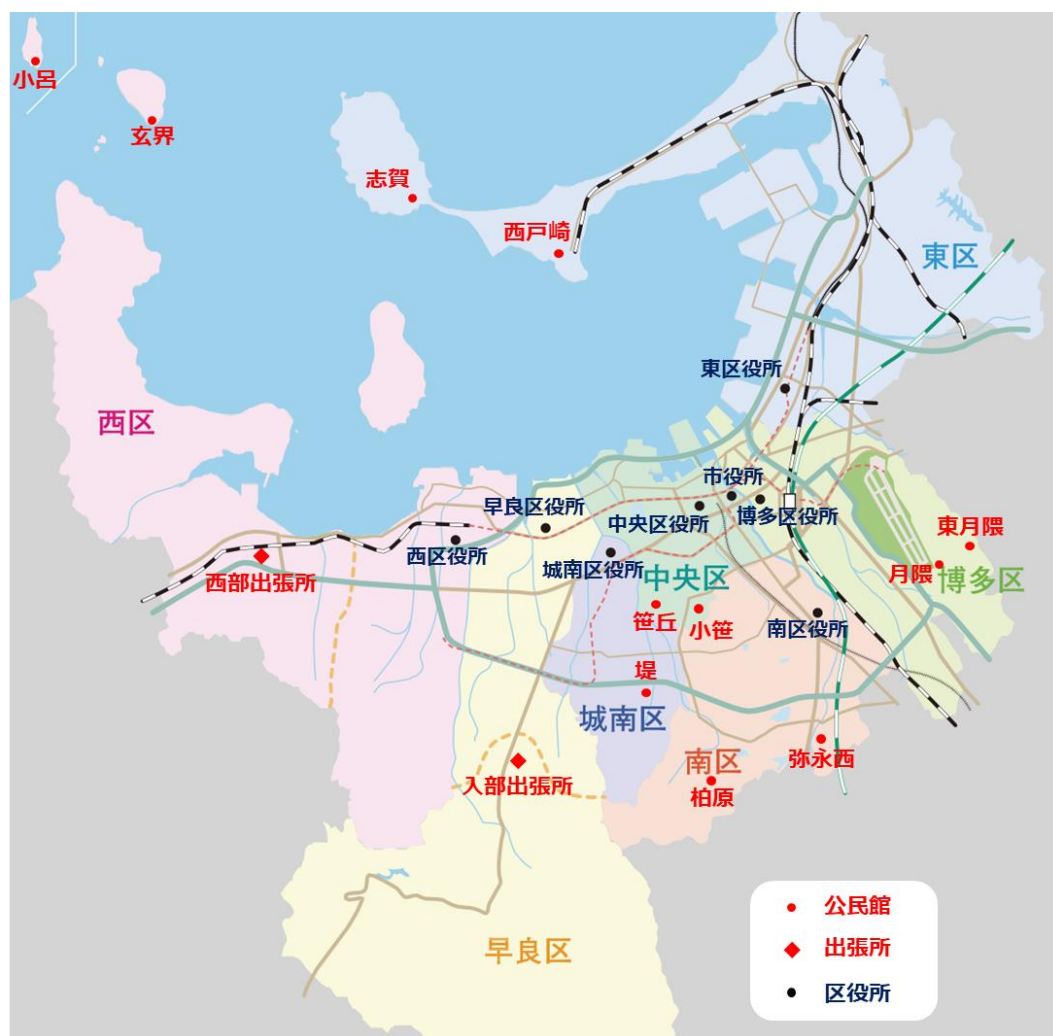 小呂
玄界
志賀
西戸崎
東区
東区役所
西区
市役所
早良区役所
中央区役所
博多区役所
東月隈
西区役所
城南区役所
西部出張所
中央区
月隈
博多区
笹丘
小笹
南区役所
堤
城南区
南区
弥永西
入部出張所
柏原
公民館
出張所
早良区
区役所